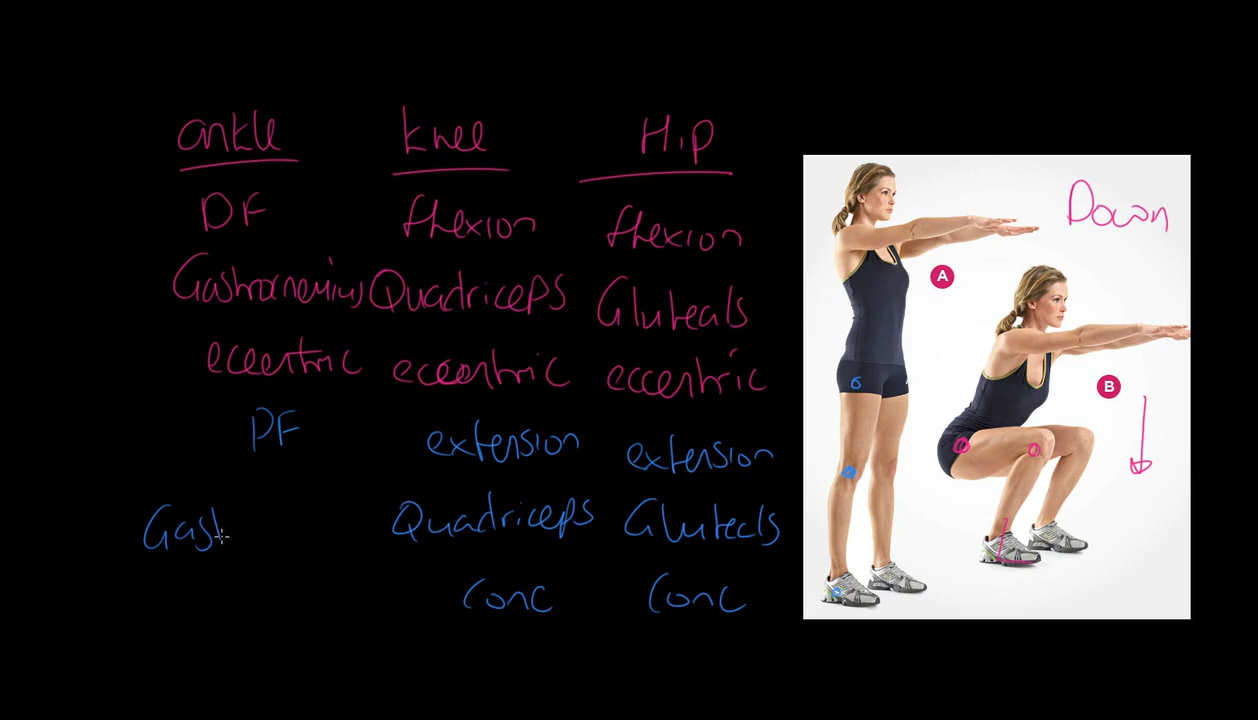 ankle knee Hip
DF flexion flexion
Gastrocnemius Quadriceps Gluteals
eccentric eccentric eccentric
PF extension extension
Gast Quadriceps Gluteals
Conc Conc
Down
A
B